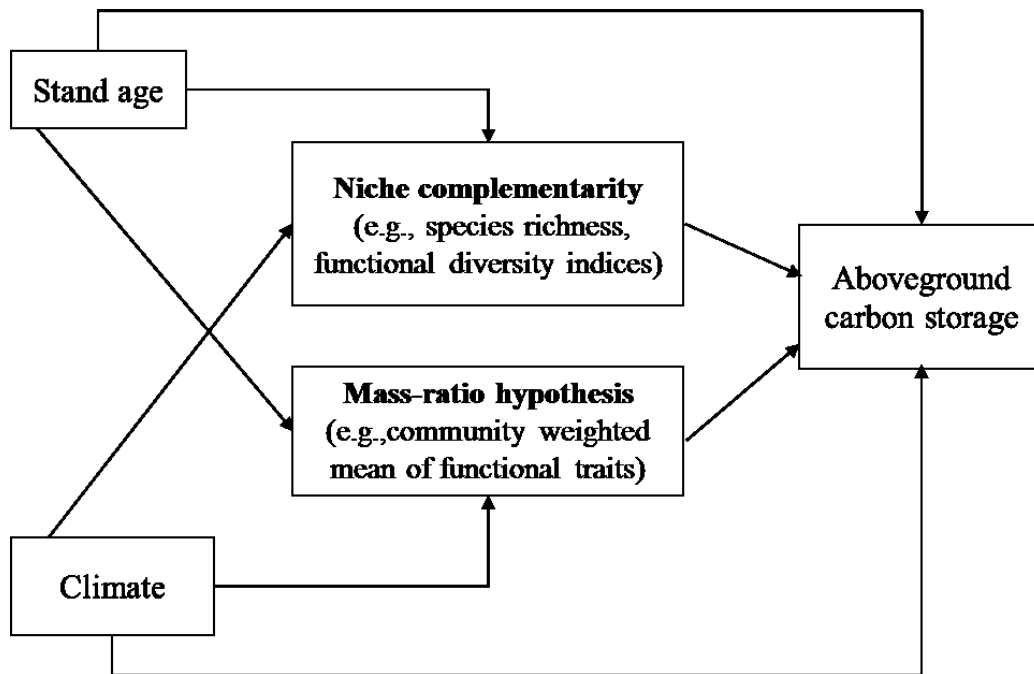 Stand age
Niche complementarity
(e.g., species richness,
functional diversity indices)
Aboveground
carbon storage
Mass-ratio hypothesis
(e.g.,community weighted
mean of functional traits)
Climate